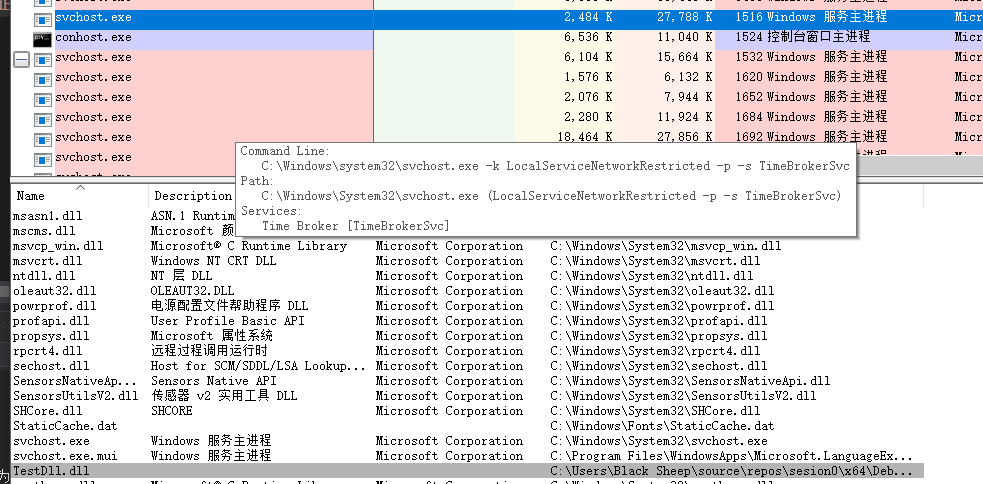 svchost.exe 2,484 K 27,788 K 1516 Windows 服务主进程 Micr
conhost.exe 6,536 K 11,040 K 1524 控制台窗口主进程 Micr
svchost.exe 6,104 K 15,664 K 1532 Windows 服务主进程 Micr
svchost.exe 1,576 K 6,132 K 1620 Windows 服务主进程 Micr
svchost.exe 2,076 K 7,944 K 1652 Windows 服务主进程 Micr
svchost.exe 2,280 K 11,924 K 1684 Windows 服务主进程 Micr
svchost.exe 18,464 K 27,856 K 1692 Windows 服务主进程 Micr
svchost.exe Micr
Command Line:
C:\Windows\system32\svchost.exe -k LocalServiceNetworkRestricted -p -s TimeBrokerSvc
Path:
C:\Windows\System32\svchost.exe (LocalServiceNetworkRestricted -p -s TimeBrokerSvc)
Services:
Time Broker [TimeBrokerSvc]
Name Description
msasn1.dll ASN.1 Runtim
mscms.dll Microsoft 颜
msvcp_win.dll Microsoft® C Runtime Library Microsoft Corporation C:\Windows\System32\msvcp_win.dll
msvcrt.dll Windows NT CRT DLL Microsoft Corporation C:\Windows\System32\msvcrt.dll
ntdll.dll NT 层 DLL Microsoft Corporation C:\Windows\System32\ntdll.dll
oleaut32.dll OLEAUT32.DLL Microsoft Corporation C:\Windows\System32\oleaut32.dll
powrprof.dll 电源配置文件帮助程序 DLL Microsoft Corporation C:\Windows\System32\powrprof.dll
profapi.dll User Profile Basic API Microsoft Corporation C:\Windows\System32\profapi.dll
propsys.dll Microsoft 属性系统 Microsoft Corporation C:\Windows\System32\propsys.dll
rpcrt4.dll 远程过程调用运行时 Microsoft Corporation C:\Windows\System32\rpcrt4.dll
sechost.dll Host for SCM/SDDL/LSA Lookup... Microsoft Corporation C:\Windows\System32\sechost.dll
SensorsNativeAp... Sensors Native API Microsoft Corporation C:\Windows\System32\SensorsNativeApi.dll
SensorsUtilsV2.dll 传感器 v2 实用工具 DLL Microsoft Corporation C:\Windows\System32\SensorsUtilsV2.dll
SHCore.dll SHCORE Microsoft Corporation C:\Windows\System32\SHCore.dll
StaticCache.dat C:\Windows\Fonts\StaticCache.dat
svchost.exe Windows 服务主进程 Microsoft Corporation C:\Windows\System32\svchost.exe
svchost.exe.mui Windows 服务主进程 Microsoft Corporation C:\Program Files\WindowsApps\Microsoft.LanguageEx...
TestDll.dll C:\Users\Black Sheep\source\repos\sesion0\x64\Deb...
为